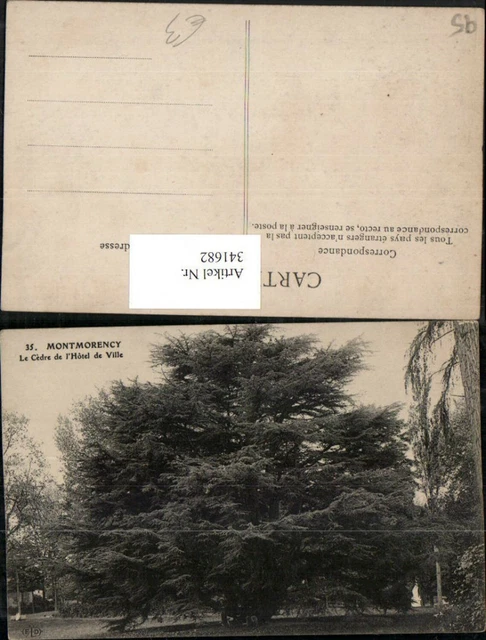 95
€3
CART
Correspondance
Tous les pays étrangers n'acceptent pas la
correspondance au recto, se renseigner à la poste.
dresse
Artikel Nr.
341682
35. MONTMORENCY
Le Cèdre de l'Hôtel de Ville